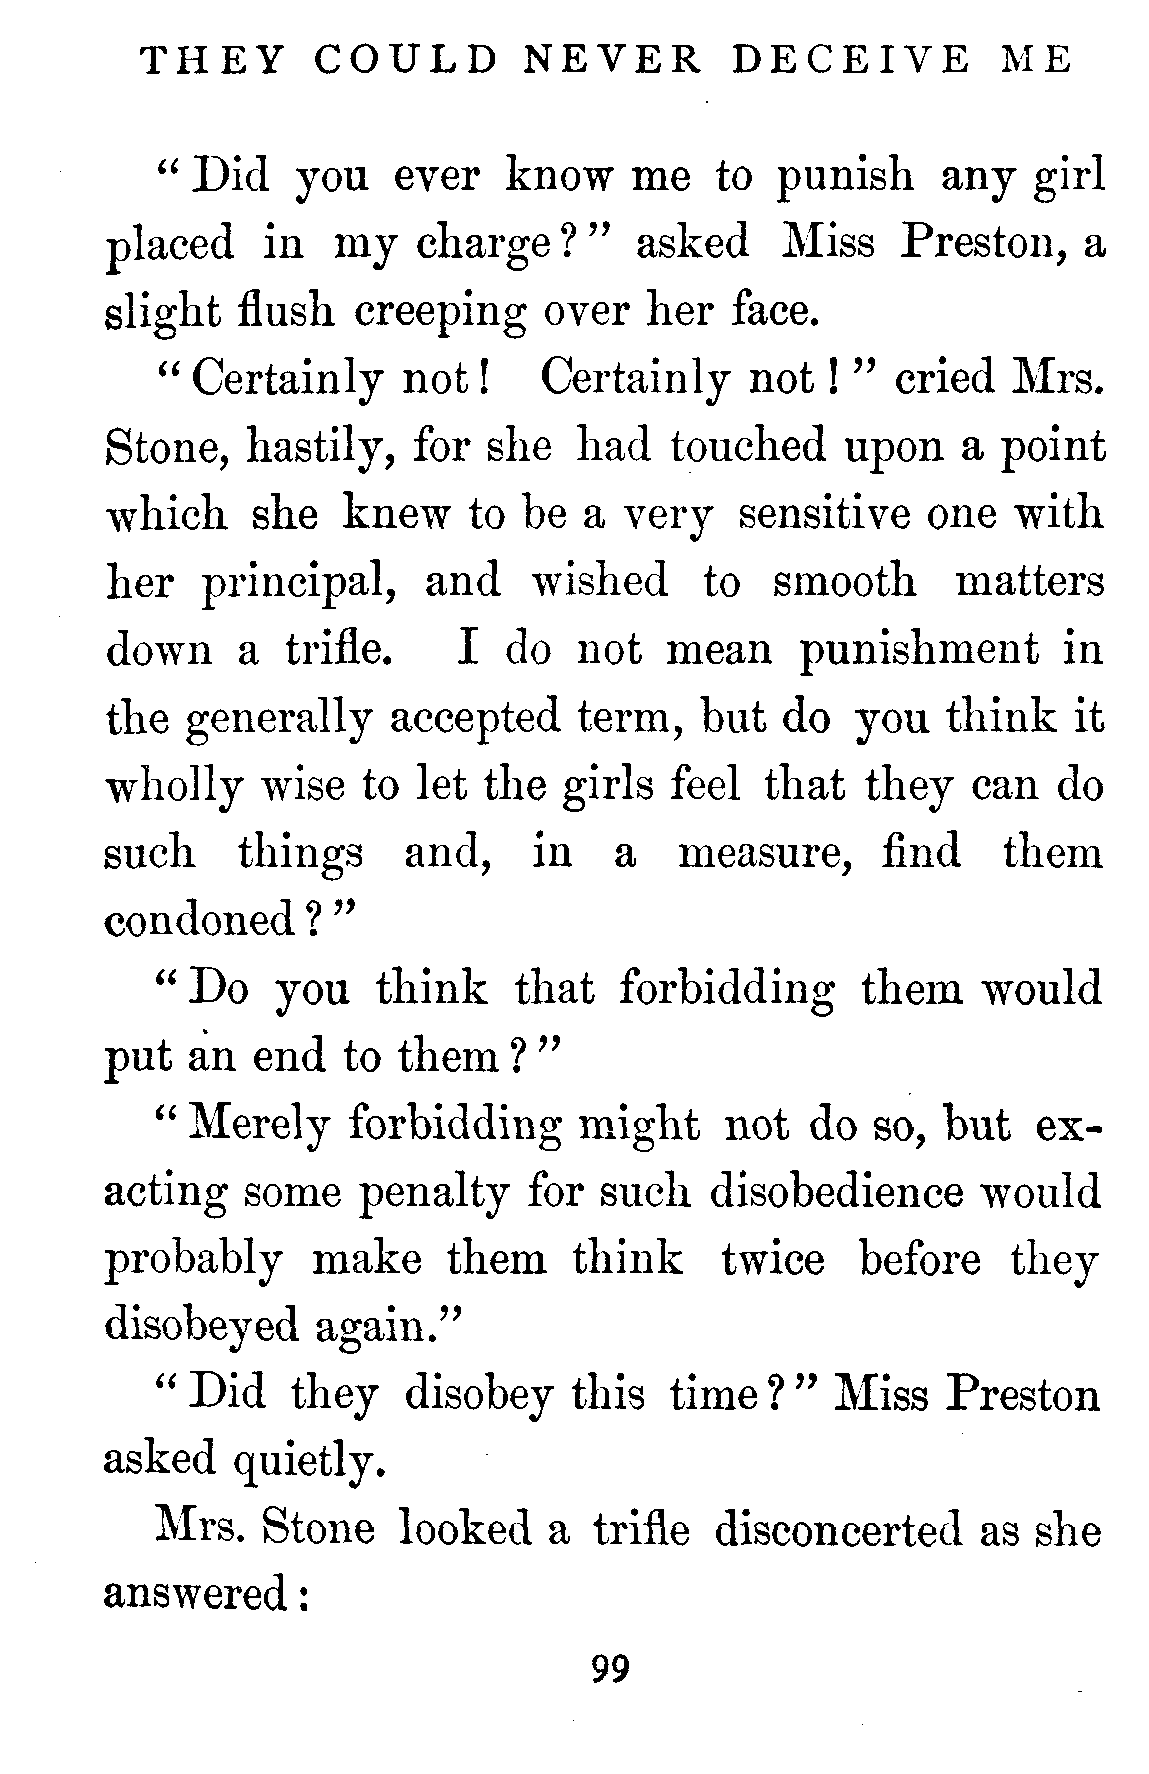 THEY COULD NEVER DECEIVE ME
“ Did you ever know me to punish any girl
placed in my charge ? ” asked Miss Preston, a
slight flush creeping over her face.
“ Certainly not ! Certainly not ! ” cried Mrs.
Stone, hastily, for she had touched upon a point
which she knew to be a very sensitive one with
her principal, and wished to smooth matters
down a trifle. I do not mean punishment in
the generally accepted term, but do you think it
wholly wise to let the girls feel that they can do
such things and, in a measure, find them
condoned ? ”
“ Do you think that forbidding them would
put an end to them ? ”
“ Merely forbidding might not do so, but ex-
acting some penalty for such disobedience would
probably make them think twice before they
disobeyed again.”
“ Did they disobey this time ? ” Miss Preston
asked quietly.
Mrs. Stone looked a trifle disconcerted as she
answered :
99